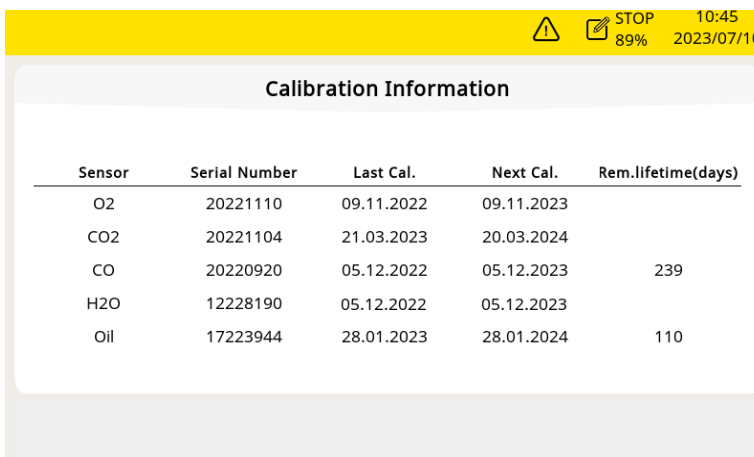 STOP 10:45
89% 2023/07/10
Calibration Information
Sensor Serial Number Last Cal. Next Cal. Rem.lifetime(days)
O2 20221110 09.11.2022 09.11.2023
CO2 20221104 21.03.2023 20.03.2024
CO 20220920 05.12.2022 05.12.2023 239
H2O 12228190 05.12.2022 05.12.2023
Oil 17223944 28.01.2023 28.01.2024 110